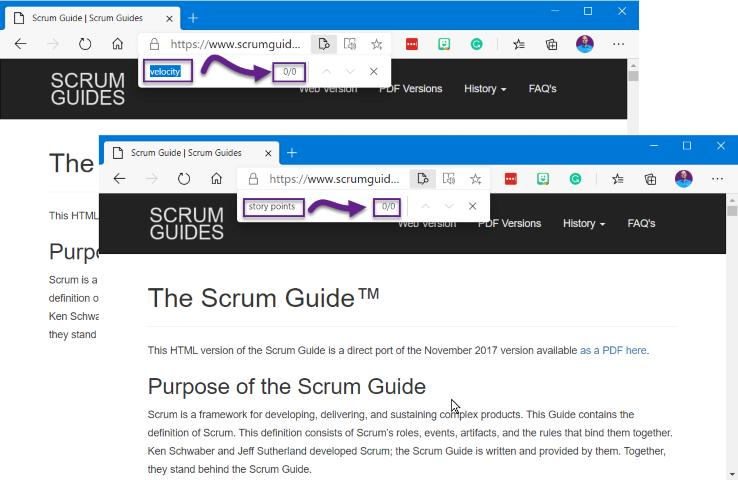 Scrum Guide | Scrum Guides
https://www.scrumguid...
velocity
0/0
SCRUM
GUIDES
Web Version PDF Versions History FAQ's
The
This HTML
Purpo
Scrum is a
definition o
Ken Schwa
they stand
Scrum Guide | Scrum Guides
https://www.scrumguid...
story points
0/0
SCRUM
GUIDES
Web Version PDF Versions History FAQ's
The Scrum Guide™
This HTML version of the Scrum Guide is a direct port of the November 2017 version available as a PDF here.
Purpose of the Scrum Guide
Scrum is a framework for developing, delivering, and sustaining complex products. This Guide contains the
definition of Scrum. This definition consists of Scrum's roles, events, artifacts, and the rules that bind them together.
Ken Schwaber and Jeff Sutherland developed Scrum; the Scrum Guide is written and provided by them. Together,
they stand behind the Scrum Guide.